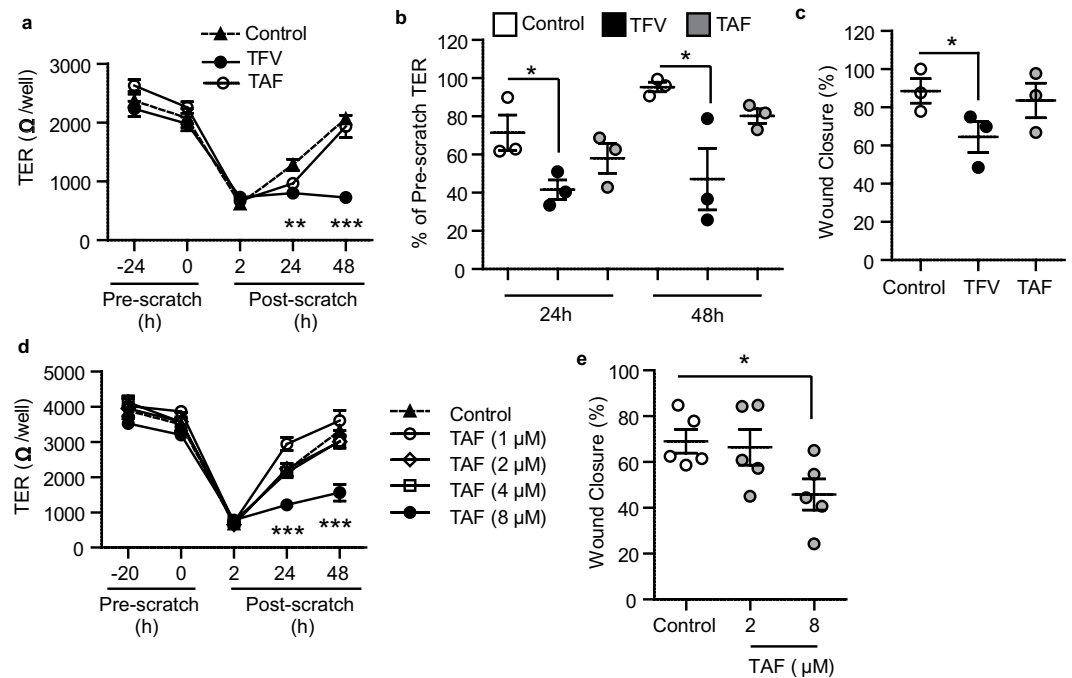 a
Control
TFV
TAF
TER (Ω /well)
3000
2000
1000
0
-24 0 2 24 48
** ***
Pre-scratch
(h)
Post-scratch
(h)
b
Control TFV TAF
% of Pre-scratch TER
120
100
80
60
40
20
0
* *
24h 48h
c
Wound Closure (%)
120
100
80
60
40
20
0
*
Control TFV TAF
d
TER (Ω /well)
5000
4000
3000
2000
1000
0
-20 0 2 24 48
*** ***
Pre-scratch
(h)
Post-scratch
(h)
Control
TAF (1 µM)
TAF (2 µM)
TAF (4 µM)
TAF (8 µM)
e
Wound Closure (%)
100
80
60
40
20
0
*
Control 2 8
TAF ( µM)